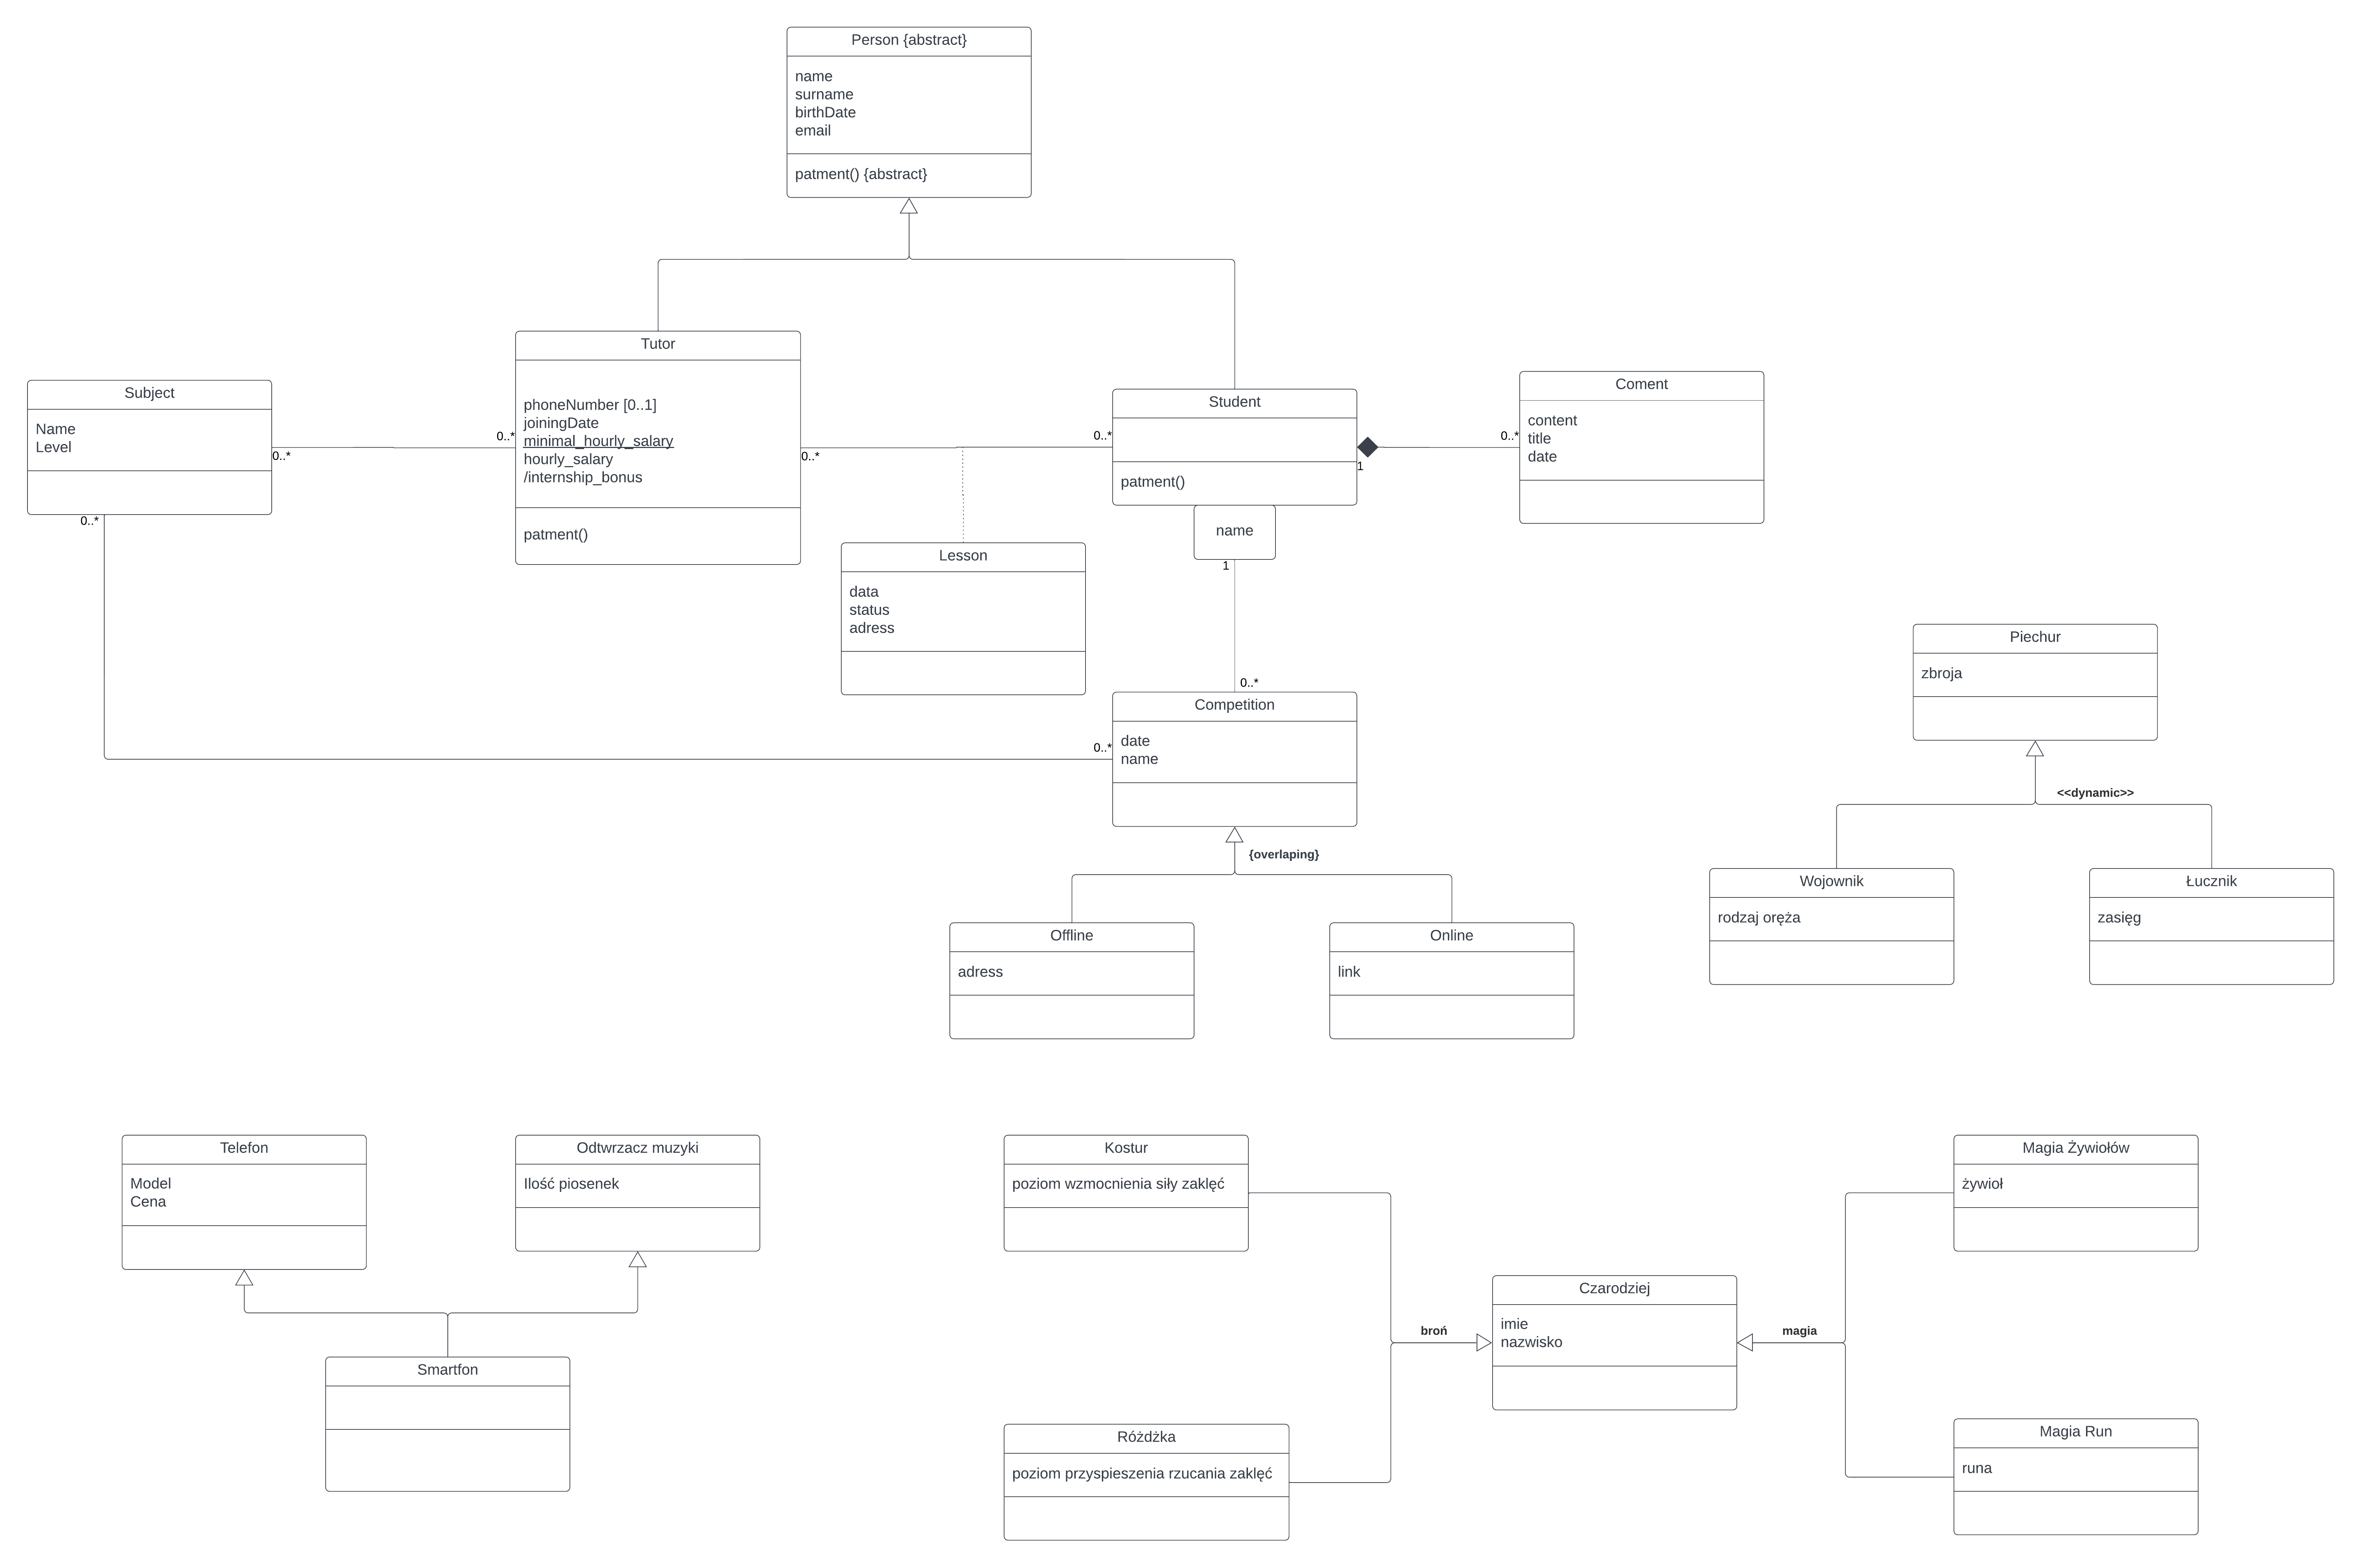 Person {abstract}
name
surname
birthDate
email
patment() {abstract}
Tutor
phoneNumber [0..1]
joiningDate
minimal_hourly_salary
hourly_salary
/internship_bonus
patment()
Subject
Name
Level
0..*
0..*
0..*
0..*
0..*
Student
patment()
name
1
1
0..*
Coment
content
title
date
Lesson
data
status
adress
0..*
Competition
date
name
0..*
{overlaping}
Offline
adress
Online
link
Piechur
zbroja
<<dynamic>>
Wojownik
rodzaj oręża
Łucznik
zasięg
Telefon
Model
Cena
Odtwrzacz muzyki
Ilość piosenek
Smartfon
Kostur
poziom wzmocnienia siły zaklęć
Różdżka
poziom przyspieszenia rzucania zaklęć
broń
Czarodziej
imie
nazwisko
magia
Magia Żywiołów
żywioł
Magia Run
runa